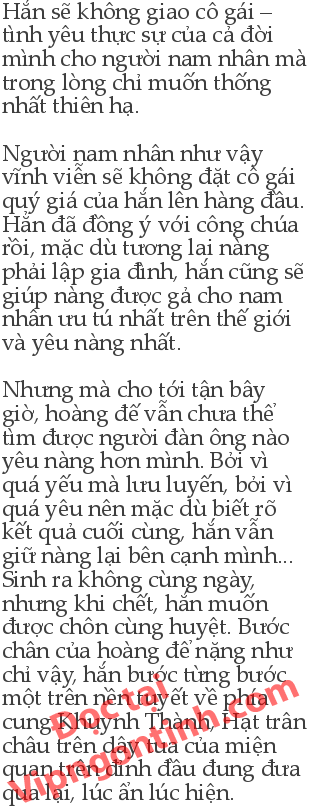 Hắn sẽ không giao cô gái –
tình yêu thực sự của cả đời
mình cho người nam nhân mà
trong lòng chỉ muốn thống
nhất thiên hạ.

Người nam nhân như vậy
vĩnh viễn sẽ không đặt cô gái
quý giá của hắn lên hàng đầu.
Hắn đã đồng ý với công chúa
rồi, mặc dù tương lai nàng
phải lập gia đình, hắn cũng sẽ
giúp nàng được gả cho nam
nhân ưu tú nhất trên thế giới
và yêu nàng nhất.

Nhưng mà cho tới tận bây
giờ, hoàng đế vẫn chưa thể
tìm được người đàn ông nào
yêu nàng hơn mình. Bởi vì
quá yếu mà lưu luyến, bởi vì
quá yêu nên mặc dù biết rõ
kết quả cuối cùng, hắn vẫn
giữ nàng lại bên cạnh mình...
Sinh ra không cùng ngày,
nhưng khi chết, hắn muốn
được chôn cùng huyệt. Bước
chân của hoàng đế nặng như
chì vậy, hắn bước từng bước
một trên nền tuyết về phía
cung Khuynh Thành, Hạt trân
châu trên dây tua của miện
quan trên đỉnh đầu đung đưa
qua lại, lúc ẩn lúc hiện.
Đọc tại
Vipngontinh.com